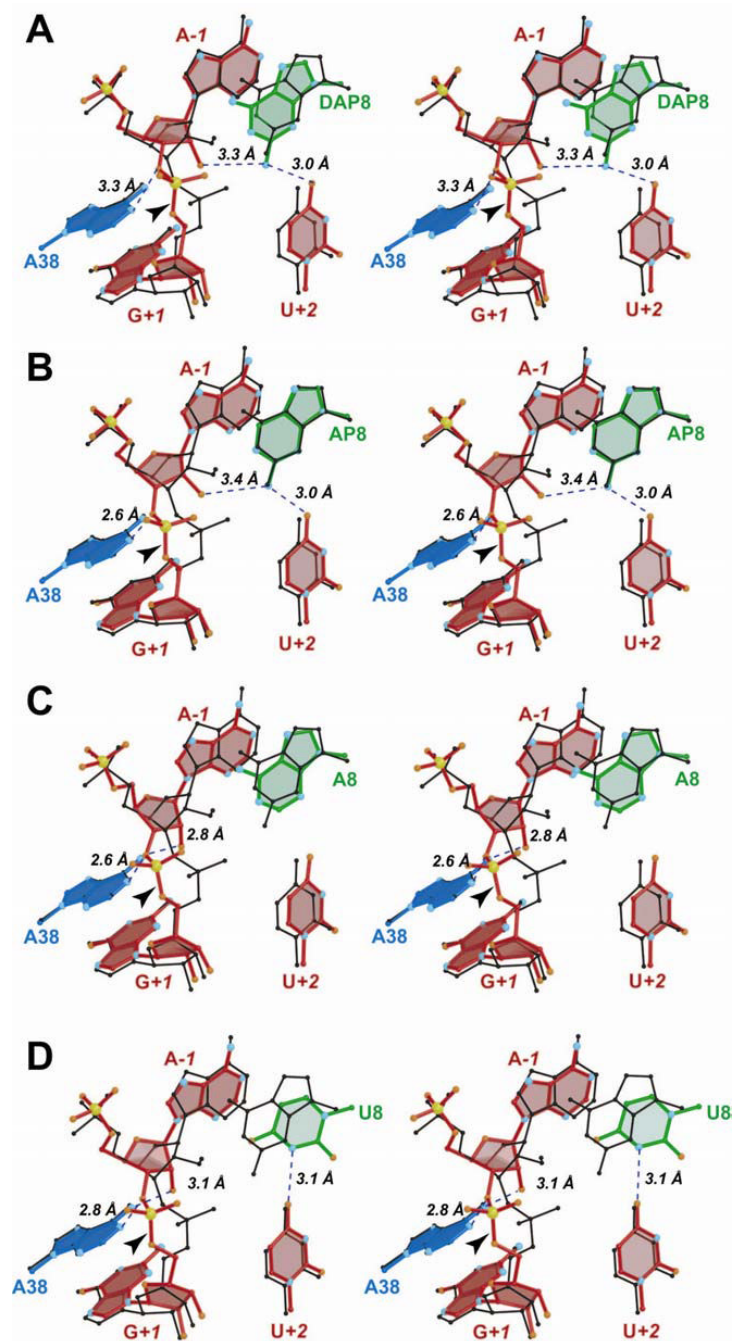 A
A-1 A-1
DAP8 DAP8
3.3 Å 3.0 Å 3.3 Å 3.0 Å
3.3 Å 3.3 Å
A38 A38
G+1 U+2 G+1 U+2
B
A-1 A-1
AP8 AP8
3.4 Å 3.0 Å 3.4 Å 3.0 Å
2.6 Å 2.6 Å
A38 A38
G+1 U+2 G+1 U+2
C
A-1 A-1
A8 A8
2.8 Å 2.8 Å
2.6 Å 2.6 Å
A38 A38
G+1 U+2 G+1 U+2
D
A-1 A-1
U8 U8
3.1 Å 3.1 Å 3.1 Å 3.1 Å
2.8 Å 2.8 Å
A38 A38
G+1 U+2 G+1 U+2